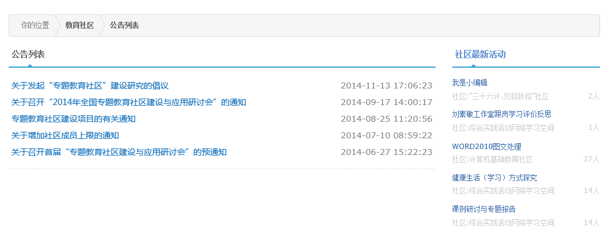 你的位置 教育社区 公告列表
公告列表
关于发起“专题教育社区”建设研究的倡议 2014-11-13 17:06:23
关于召开“2014年全国专题教育社区建设与应用研讨会”的通知 2014-09-17 14:00:17
专题教育社区建设项目的有关通知 2014-08-25 11:20:56
关于增加社区成员上限的通知 2014-07-10 08:59:22
关于召开首届“专题教育社区建设与应用研讨会”的预通知 2014-06-27 15:22:23
社区最新活动
我是小编辑
社区:“三十六计,见招拆招”社区 2人
刘素敏工作室跟岗学习评价反思
社区:综合实践活动网络学习空间 1人
WORD2010图文处理
社区:计算机基础教育社区 27人
健康生活(学习)方式探究
社区:综合实践活动网络学习空间 14人
课例研讨与专题报告
社区:综合实践活动网络学习空间 14人